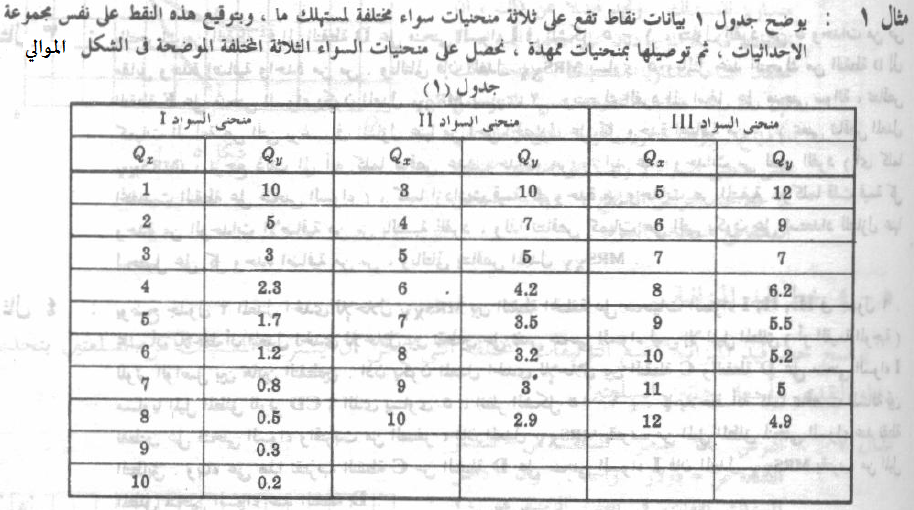 مثال ١ : يوضح جدول ١ بيانات نقاط تقع على ثلاثة منحنيات سواء مختلفة لمستهلك ما ، وبتوقيع هذه النقط على نفس مجموعة
الاحداثيات ، ثم توصيلها بمنحنيات ممهدة ، نحصل على منحنيات السواء الثلاثة المختلفة الموضحة فى الشكل الموالي
جدول (١)
منحنى السواد I منحنى السواد II منحنى السواد III
Qx Qy Qx Qy Qx Qy
1 10 3 10 5 12
2 5 4 7 6 9
3 3 5 5 7 7
4 2.3 6 4.2 8 6.2
5 1.7 7 3.5 9 5.5
6 1.2 8 3.2 10 5.2
7 0.8 9 3 11 5
8 0.5 10 2.9 12 4.9
9 0.3
10 0.2